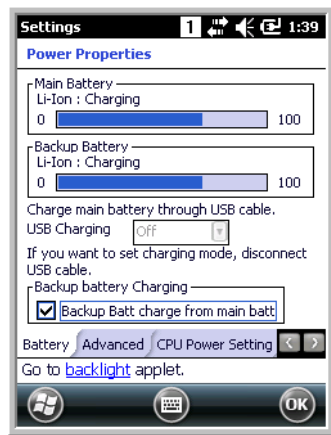 Settings 1 1:39
Power Properties
Main Battery
Li-Ion : Charging
0 100
Backup Battery
Li-Ion : Charging
0 100
Charge main battery through USB cable.
USB Charging Off
If you want to set charging mode, disconnect
USB cable.
Backup battery Charging
Backup Batt charge from main batt
Battery Advanced CPU Power Setting
Go to backlight applet.
OK